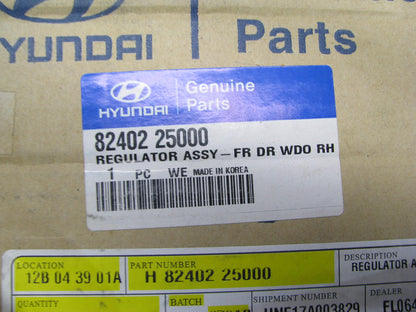 HYUNDAI
Parts
HYUNDAI
Genuine
Parts
82402 25000
REGULATOR ASSY-FR DR WDO RH
1 PC WE MADE IN KOREA
LOCATION
PART NUMBER
DESCRIPTION
12B 04 39 01A
H 82402 25000
REGULATOR A
QUANTITY
BATCH
SHIPMENT NUMBER
DEALER
FL064